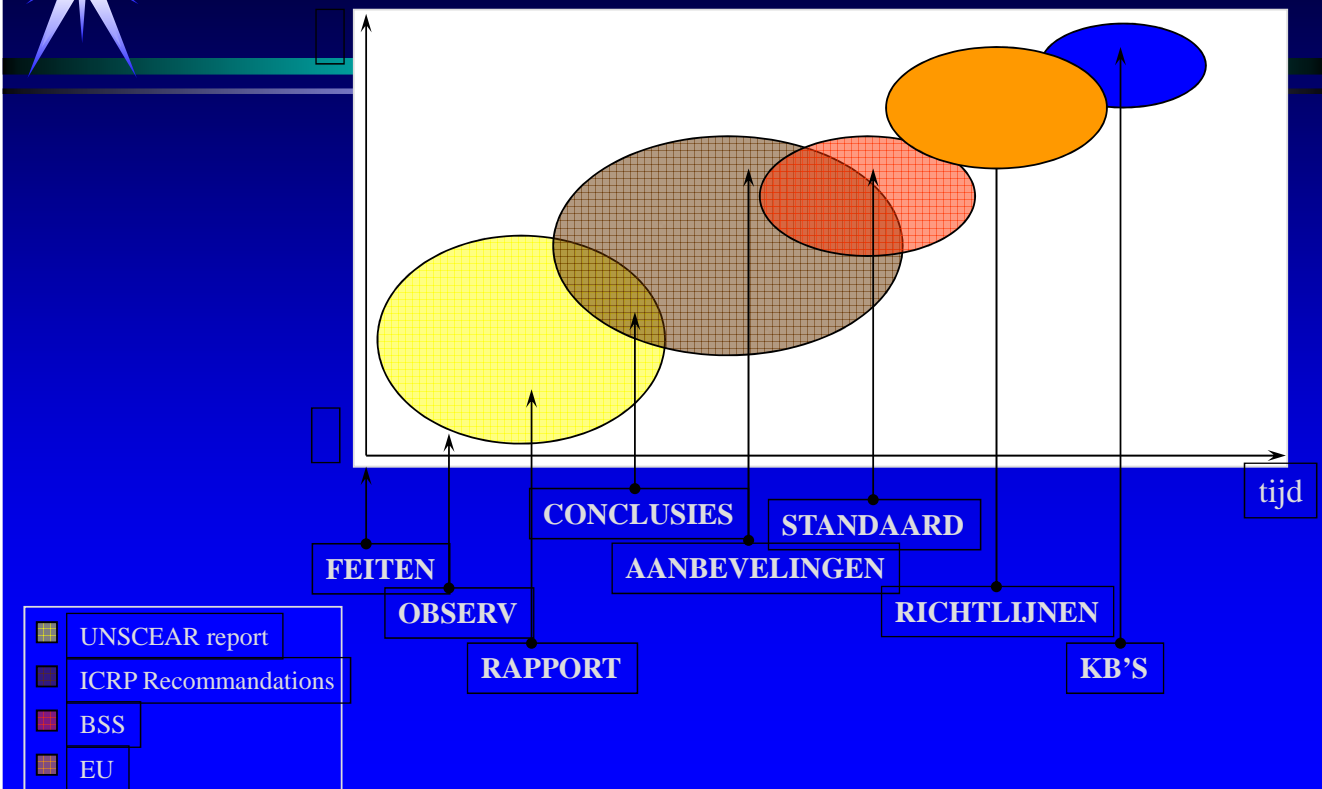 tijd
CONCLUSIES
STANDAARD
FEITEN
AANBEVELINGEN
OBSERV
RICHTLIJNEN
RAPPORT
KB’S
UNSCEAR report
ICRP Recommandations
BSS
EU